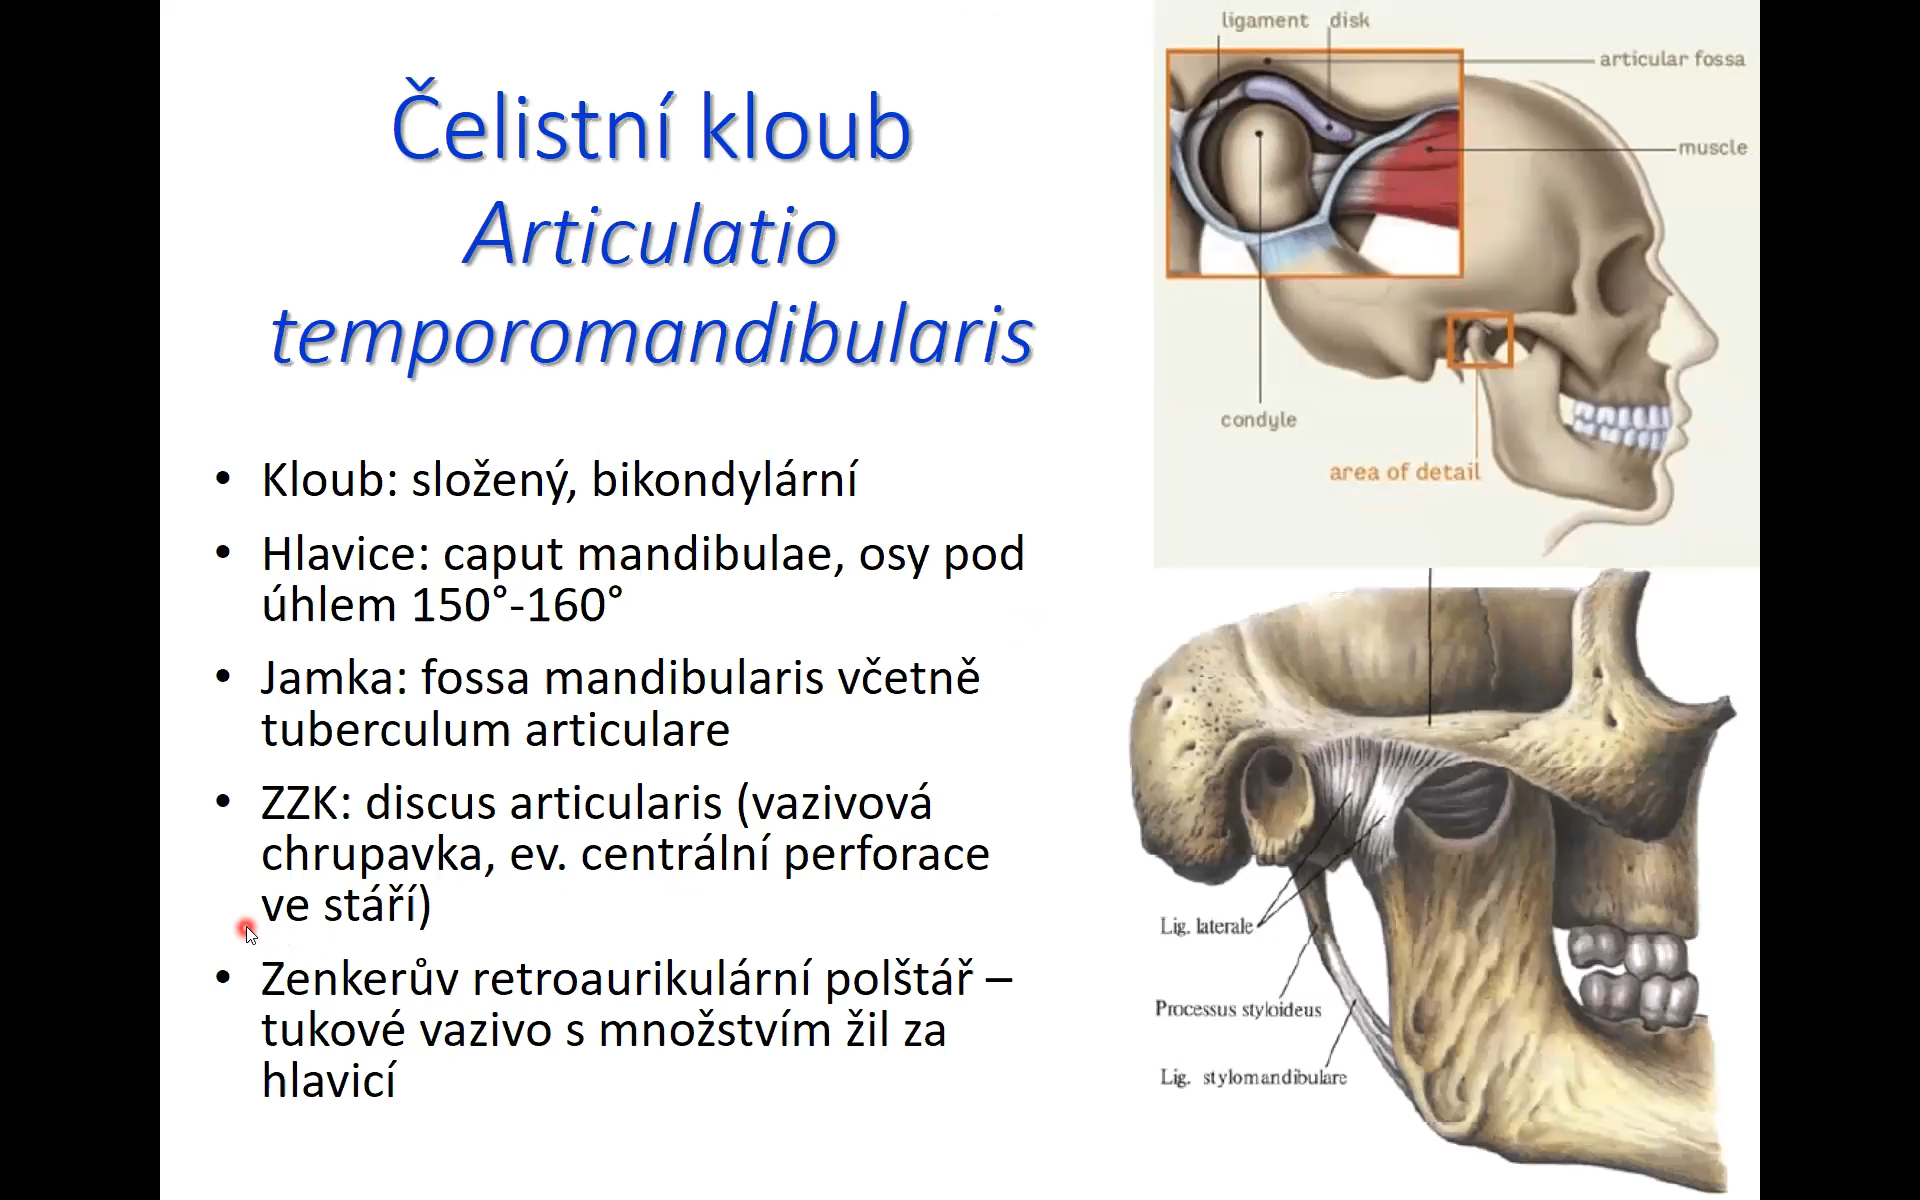 Čelistní kloub
Articulatio
temporomandibularis
• Kloub: složený, bikondylární
• Hlavice: caput mandibulae, osy pod
úhlem 150°-160°
• Jamka: fossa mandibularis včetně
tuberculum articulare
• ZZK: discus articularis (vazivová
chrupavka, ev. centrální perforace
ve stáří)
• Zenkerův retroaurikulární polštář –
tukové vazivo s množstvím žil za
hlavicí
ligament disk
articular fossa
muscle
condyle
area of detail
Lig. laterale
Processus styloideus
Lig. stylomandibulare